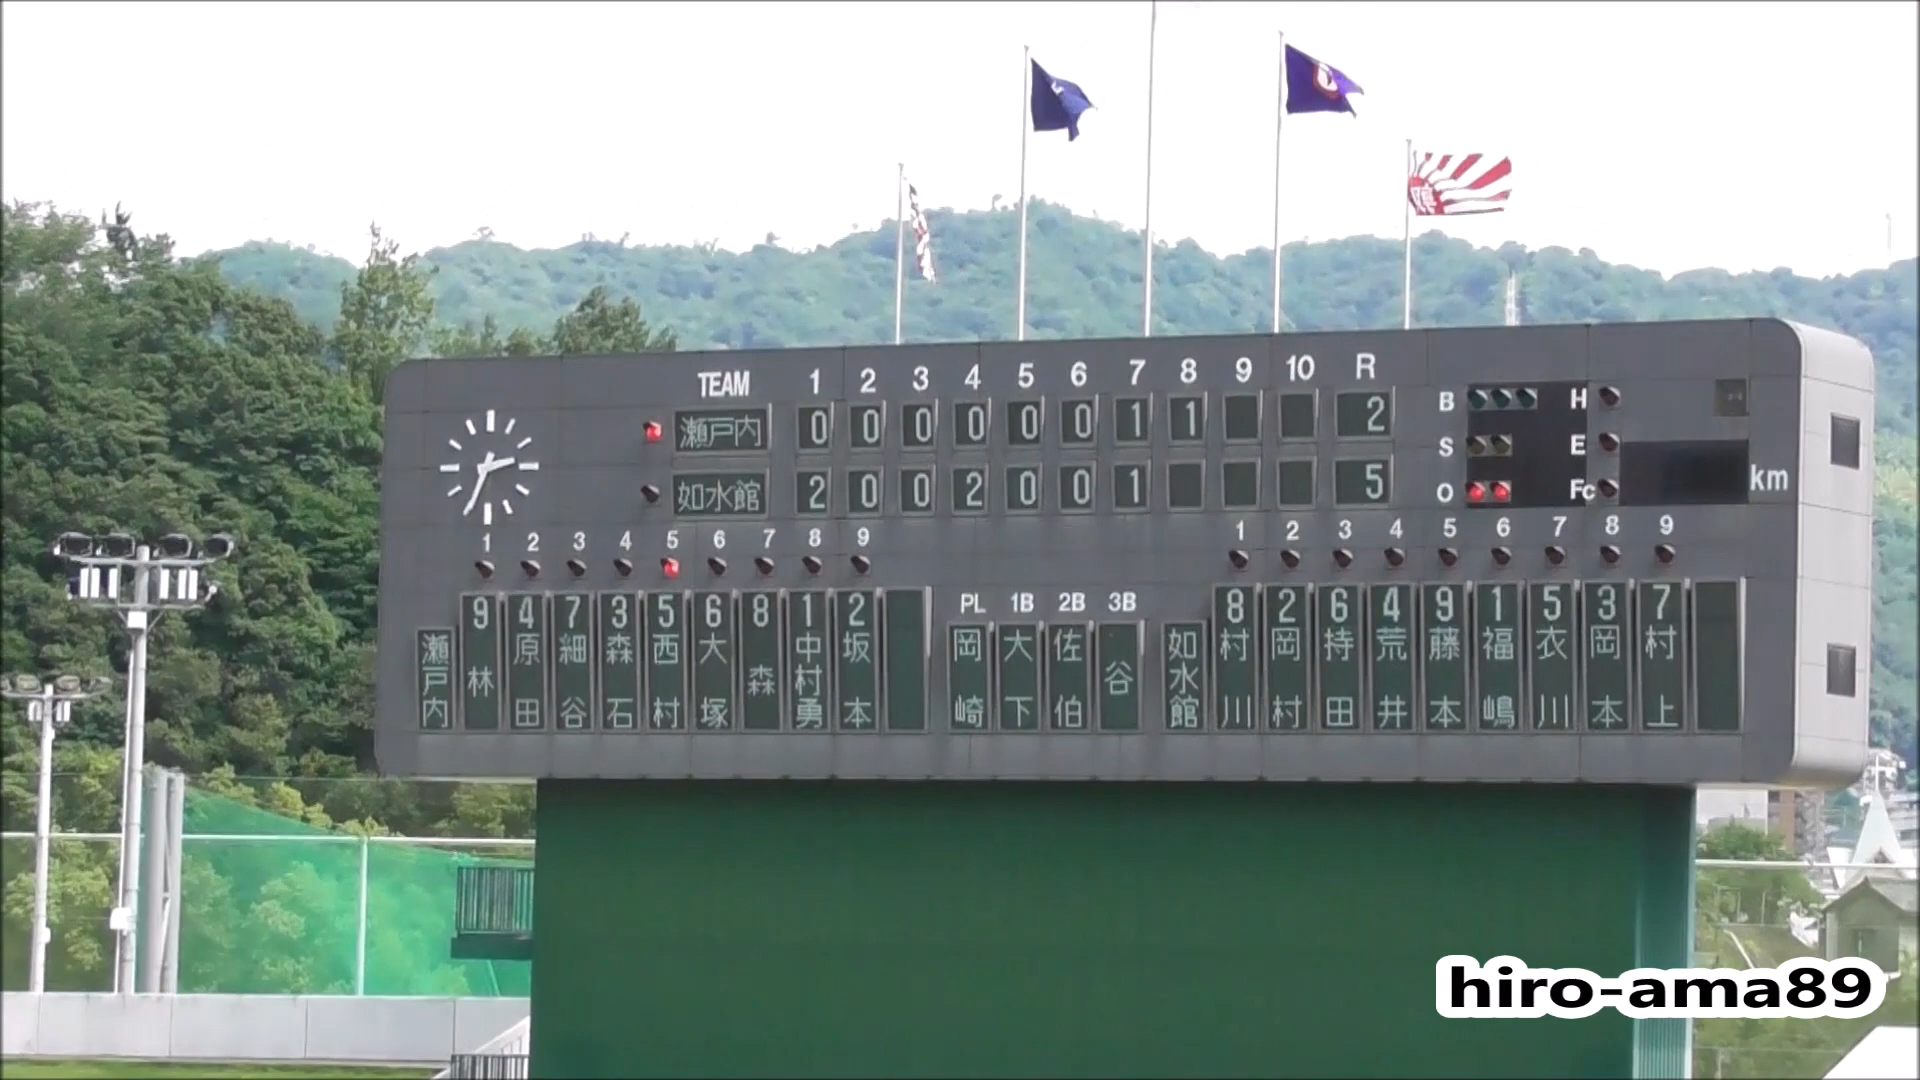 TEAM 1 2 3 4 5 6 7 8 9 10 R
瀬戸内 0 0 0 0 0 0 1 1 2
如水館 2 0 0 2 0 0 1 5
B H
S E
O Fc
km
1 2 3 4 5 6 7 8 9
1 2 3 4 5 6 7 8 9
PL 1B 2B 3B
瀬戸内
9 林
4 原田
7 細谷
3 森石
5 西村
6 大塚
8 森
1 中村勇
2 坂本
岡崎
大下
佐伯
谷
如水館
8 村川
2 岡村
6 持田
4 荒井
9 藤本
1 福嶋
5 衣川
3 岡本
7 村上
hiro-ama89